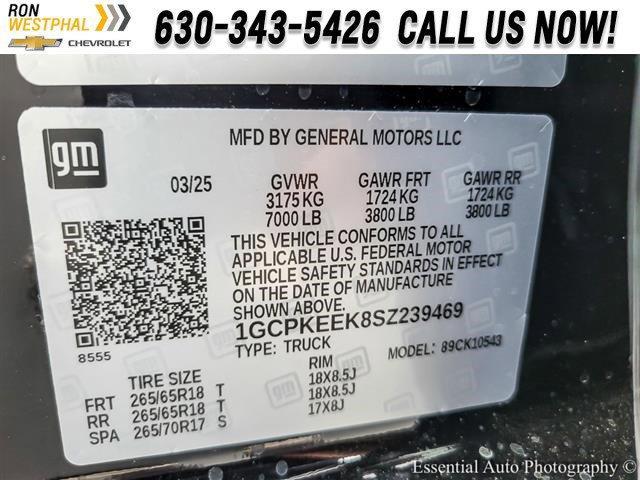 RON
WESTPHAL
CHEVROLET
630-343-5426 CALL US NOW!
gm
MFD BY GENERAL MOTORS LLC
03/25 GVWR GAWR FRT GAWR RR
3175 KG 1724 KG 1724 KG
7000 LB 3800 LB 3800 LB
THIS VEHICLE CONFORMS TO ALL
APPLICABLE U.S. FEDERAL MOTOR
VEHICLE SAFETY STANDARDS IN EFFECT
ON THE DATE OF MANUFACTURE
SHOWN ABOVE.
1GCPKEEK8SZ239469
8555
TYPE: TRUCK MODEL: 89CK10543
TIRE SIZE RIM
FRT 265/65R18 T 18X8.5J
RR 265/65R18 T 18X8.5J
SPA 265/70R17 S 17X8J
Essential Auto Photography (C)